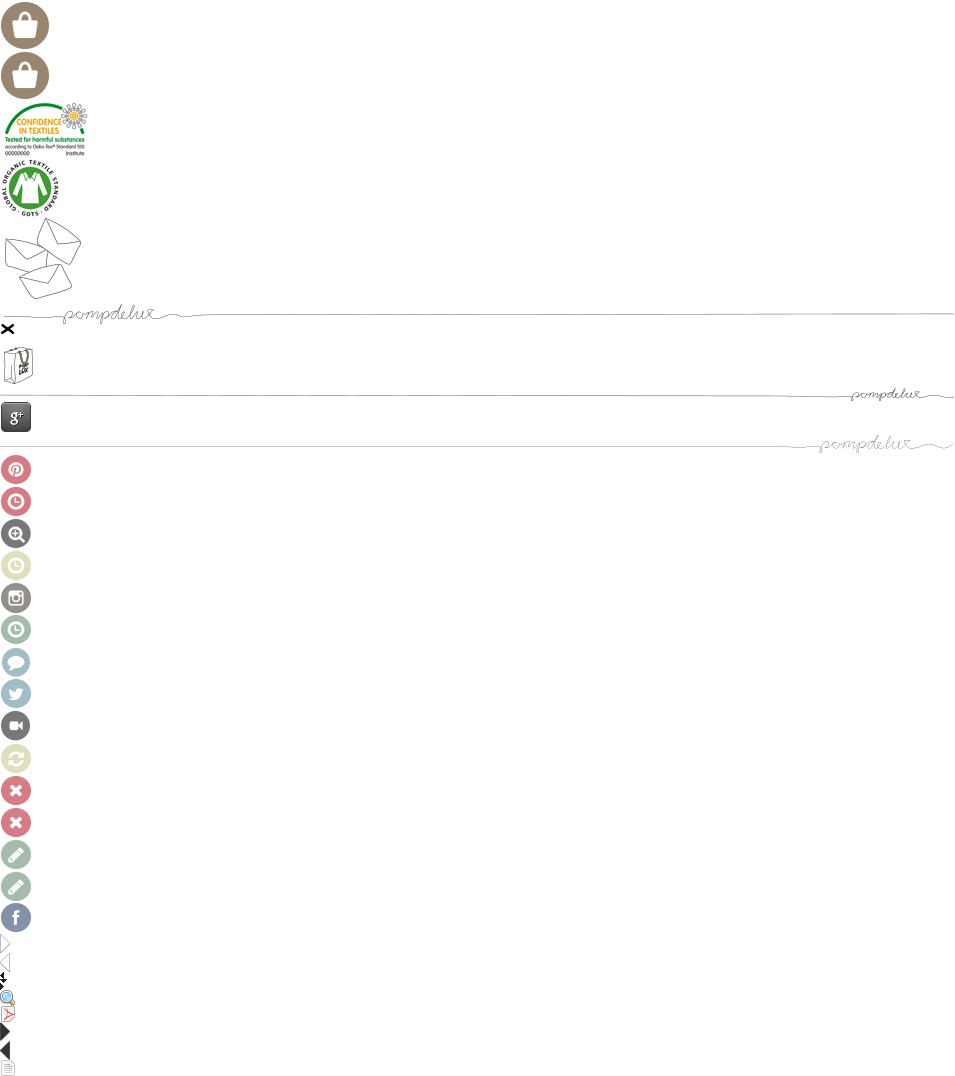 CONFIDENCE
IN TEXTILES
Tested for harmful substances
according to Oeko-Tex® Standard 100
00000000 Institute
GLOBAL ORGANIC TEXTILE STANDARD · GOTS ·
pompdelux
pompdelux
g+
pompdelux
f